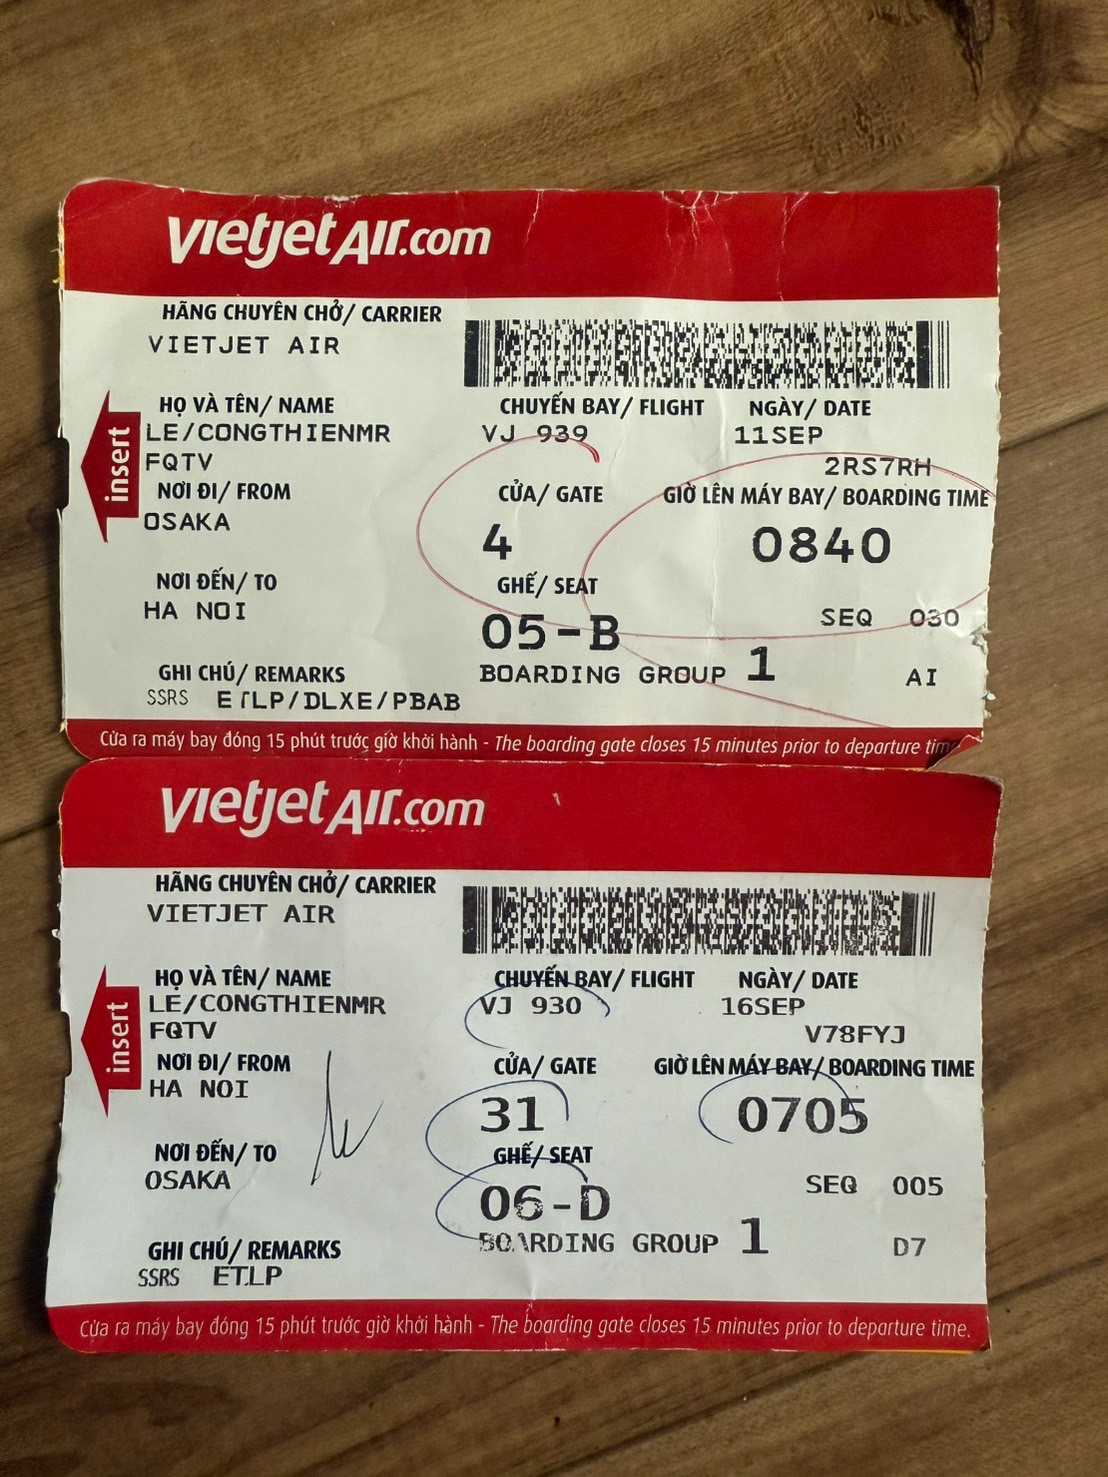 vietjetAir.com
HÃNG CHUYÊN CHỞ/ CARRIER
VIETJET AIR
HỌ VÀ TÊN/ NAME CHUYẾN BAY/ FLIGHT NGÀY/ DATE
LE/CONGTHIENMR VJ 939 11SEP
FQTV 2RS7RH
insert
NƠI ĐI/ FROM CỬA/ GATE GIỜ LÊN MÁY BAY/ BOARDING TIME
OSAKA 4 0840
NƠI ĐẾN/ TO GHẾ/ SEAT
HA NOI 05-B SEQ 030
GHI CHÚ/ REMARKS BOARDING GROUP 1 AI
SSRS ETLP/DLXE/PBAB
Cửa ra máy bay đóng 15 phút trước giờ khởi hành - The boarding gate closes 15 minutes prior to departure time
vietjetAir.com
HÃNG CHUYÊN CHỞ/ CARRIER
VIETJET AIR
HỌ VÀ TÊN/ NAME CHUYẾN BAY/ FLIGHT NGÀY/ DATE
LE/CONGTHIENMR VJ 930 16SEP
FQTV V78FYJ
insert
NƠI ĐI/ FROM CỬA/ GATE GIỜ LÊN MÁY BAY/ BOARDING TIME
HA NOI 31 0705
NƠI ĐẾN/ TO GHẾ/ SEAT
OSAKA 06-D SEQ 005
GHI CHÚ/ REMARKS BOARDING GROUP 1 D7
SSRS ETLP
Cửa ra máy bay đóng 15 phút trước giờ khởi hành - The boarding gate closes 15 minutes prior to departure time.